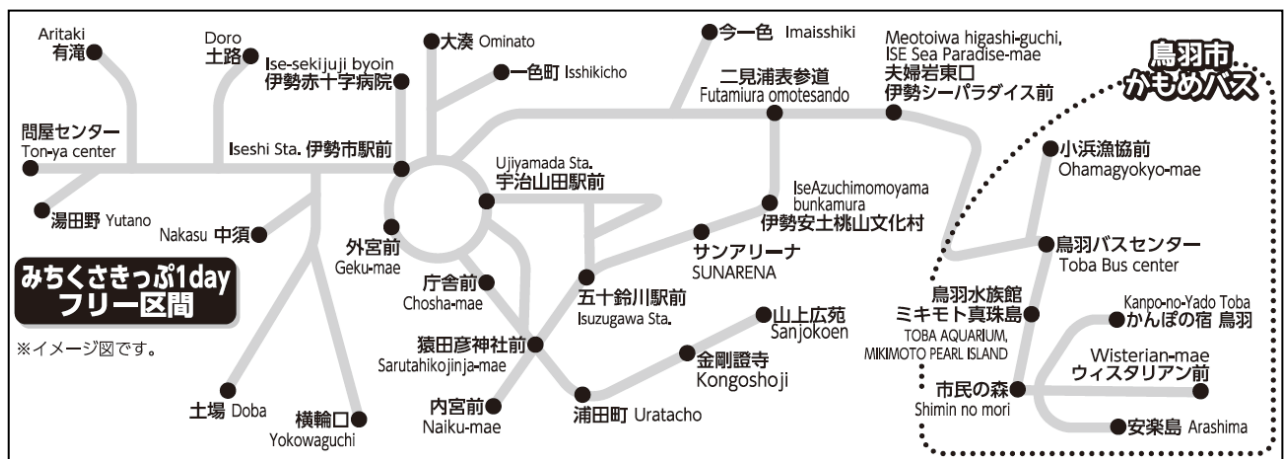 Aritaki
有滝
Doro
土路
Ise-sekijuji byoin
伊勢赤十字病院
大湊 Ominato
一色町 Isshikicho
今一色 Imaisshiki
二見浦表参道
Futamiura omotesando
Meotoiwa higashi-guchi,
ISE Sea Paradise-mae
夫婦岩東口
伊勢シーパラダイス前
鳥羽市
かもめバス
問屋センター
Ton-ya center
Iseshi Sta. 伊勢市駅前
Ujiyamada Sta.
宇治山田駅前
IseAzuchimomoyama
bunkamura
伊勢安土桃山文化村
小浜漁協前
Ohamagyokyo-mae
湯田野 Yutano
Nakasu 中須
外宮前
Geku-mae
サンアリーナ
SUNARENA
鳥羽バスセンター
Toba Bus center
みちくさきっぷ1day
フリー区間
※イメージ図です。
庁舎前
Chosha-mae
五十鈴川駅前
Isuzugawa Sta.
山上広苑
Sanjokoen
鳥羽水族館
ミキモト真珠島
TOBA AQUARIUM,
MIKIMOTO PEARL ISLAND
Kanpo-no-Yado Toba
かんぽの宿 鳥羽
猿田彦神社前
Sarutahikojinja-mae
金剛證寺
Kongoshoji
Wisterian-mae
ウィスタリアン前
土場 Doba
横輪口
Yokowaguchi
内宮前
Naiku-mae
浦田町 Uratacho
市民の森
Shimin no mori
安楽島 Arashima